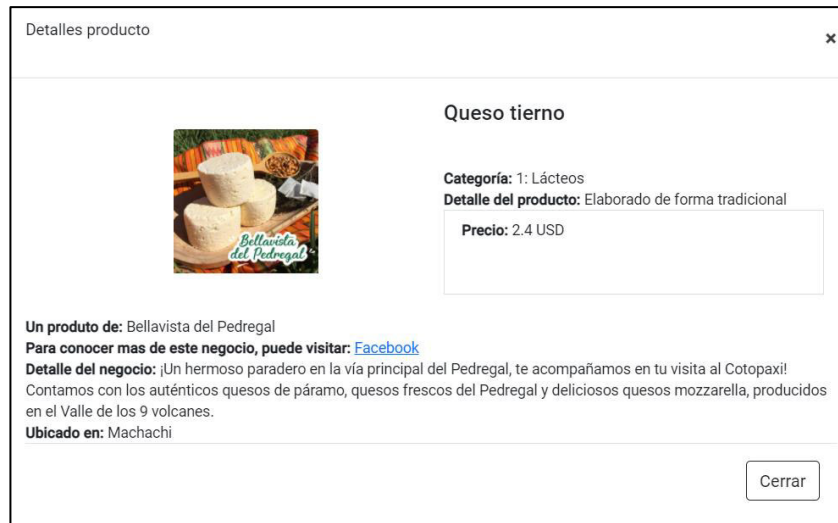 Detalles producto
×
Queso tierno
Categoría: 1: Lácteos
Detalle del producto: Elaborado de forma tradicional
Precio: 2.4 USD
Bellavista
del Pedregal
Un produto de: Bellavista del Pedregal
Para conocer mas de este negocio, puede visitar: Facebook
Detalle del negocio: ¡Un hermoso paradero en la vía principal del Pedregal, te acompañamos en tu visita al Cotopaxi!
Contamos con los auténticos quesos de páramo, quesos frescos del Pedregal y deliciosos quesos mozzarella, producidos
en el Valle de los 9 volcanes.
Ubicado en: Machachi
Cerrar